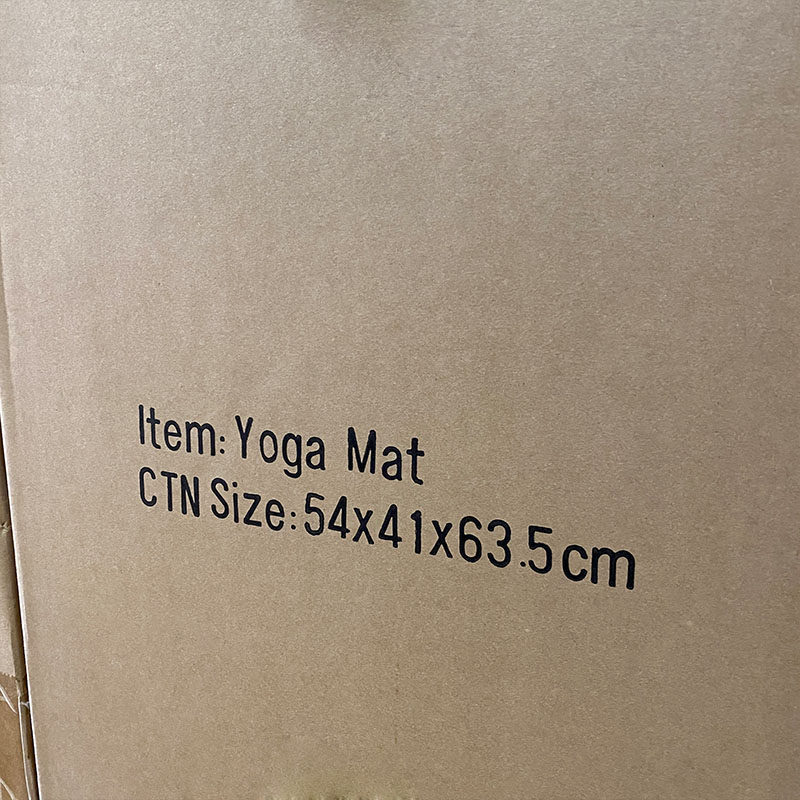 Item: Yoga Mat
CTN Size: 54x41x63.5cm